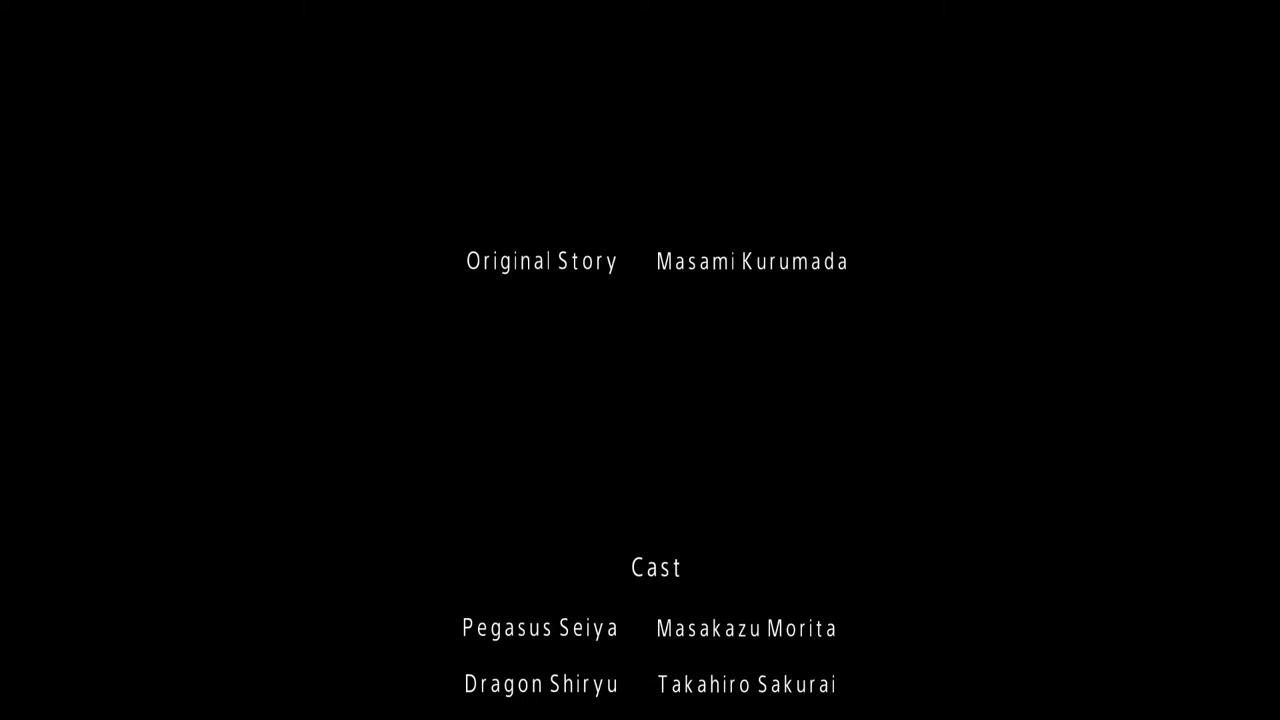 Original Story Masami Kurumada
Cast
Pegasus Seiya Masakazu Morita
Dragon Shiryu Takahiro Sakurai